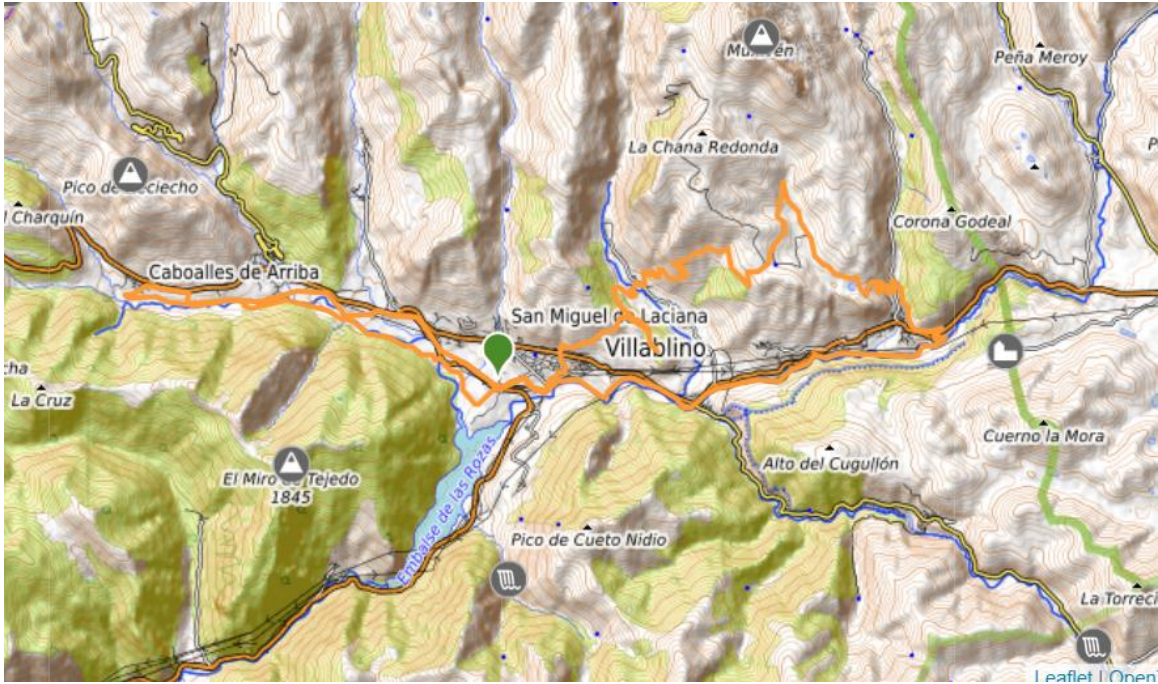 Peña Meroy
La Chana Redonda
Pico de
l Charquín
Corona Godeal
Caboalles de Arriba
San Miguel de Laciana
Villablino
cha
La Cruz
Cuerno la Mora
El Miro de Tejedo
1845
Alto del Cugullón
Embalse de las Rozas
Pico de Cueto Nidio
La Torreci
Leaflet | Open